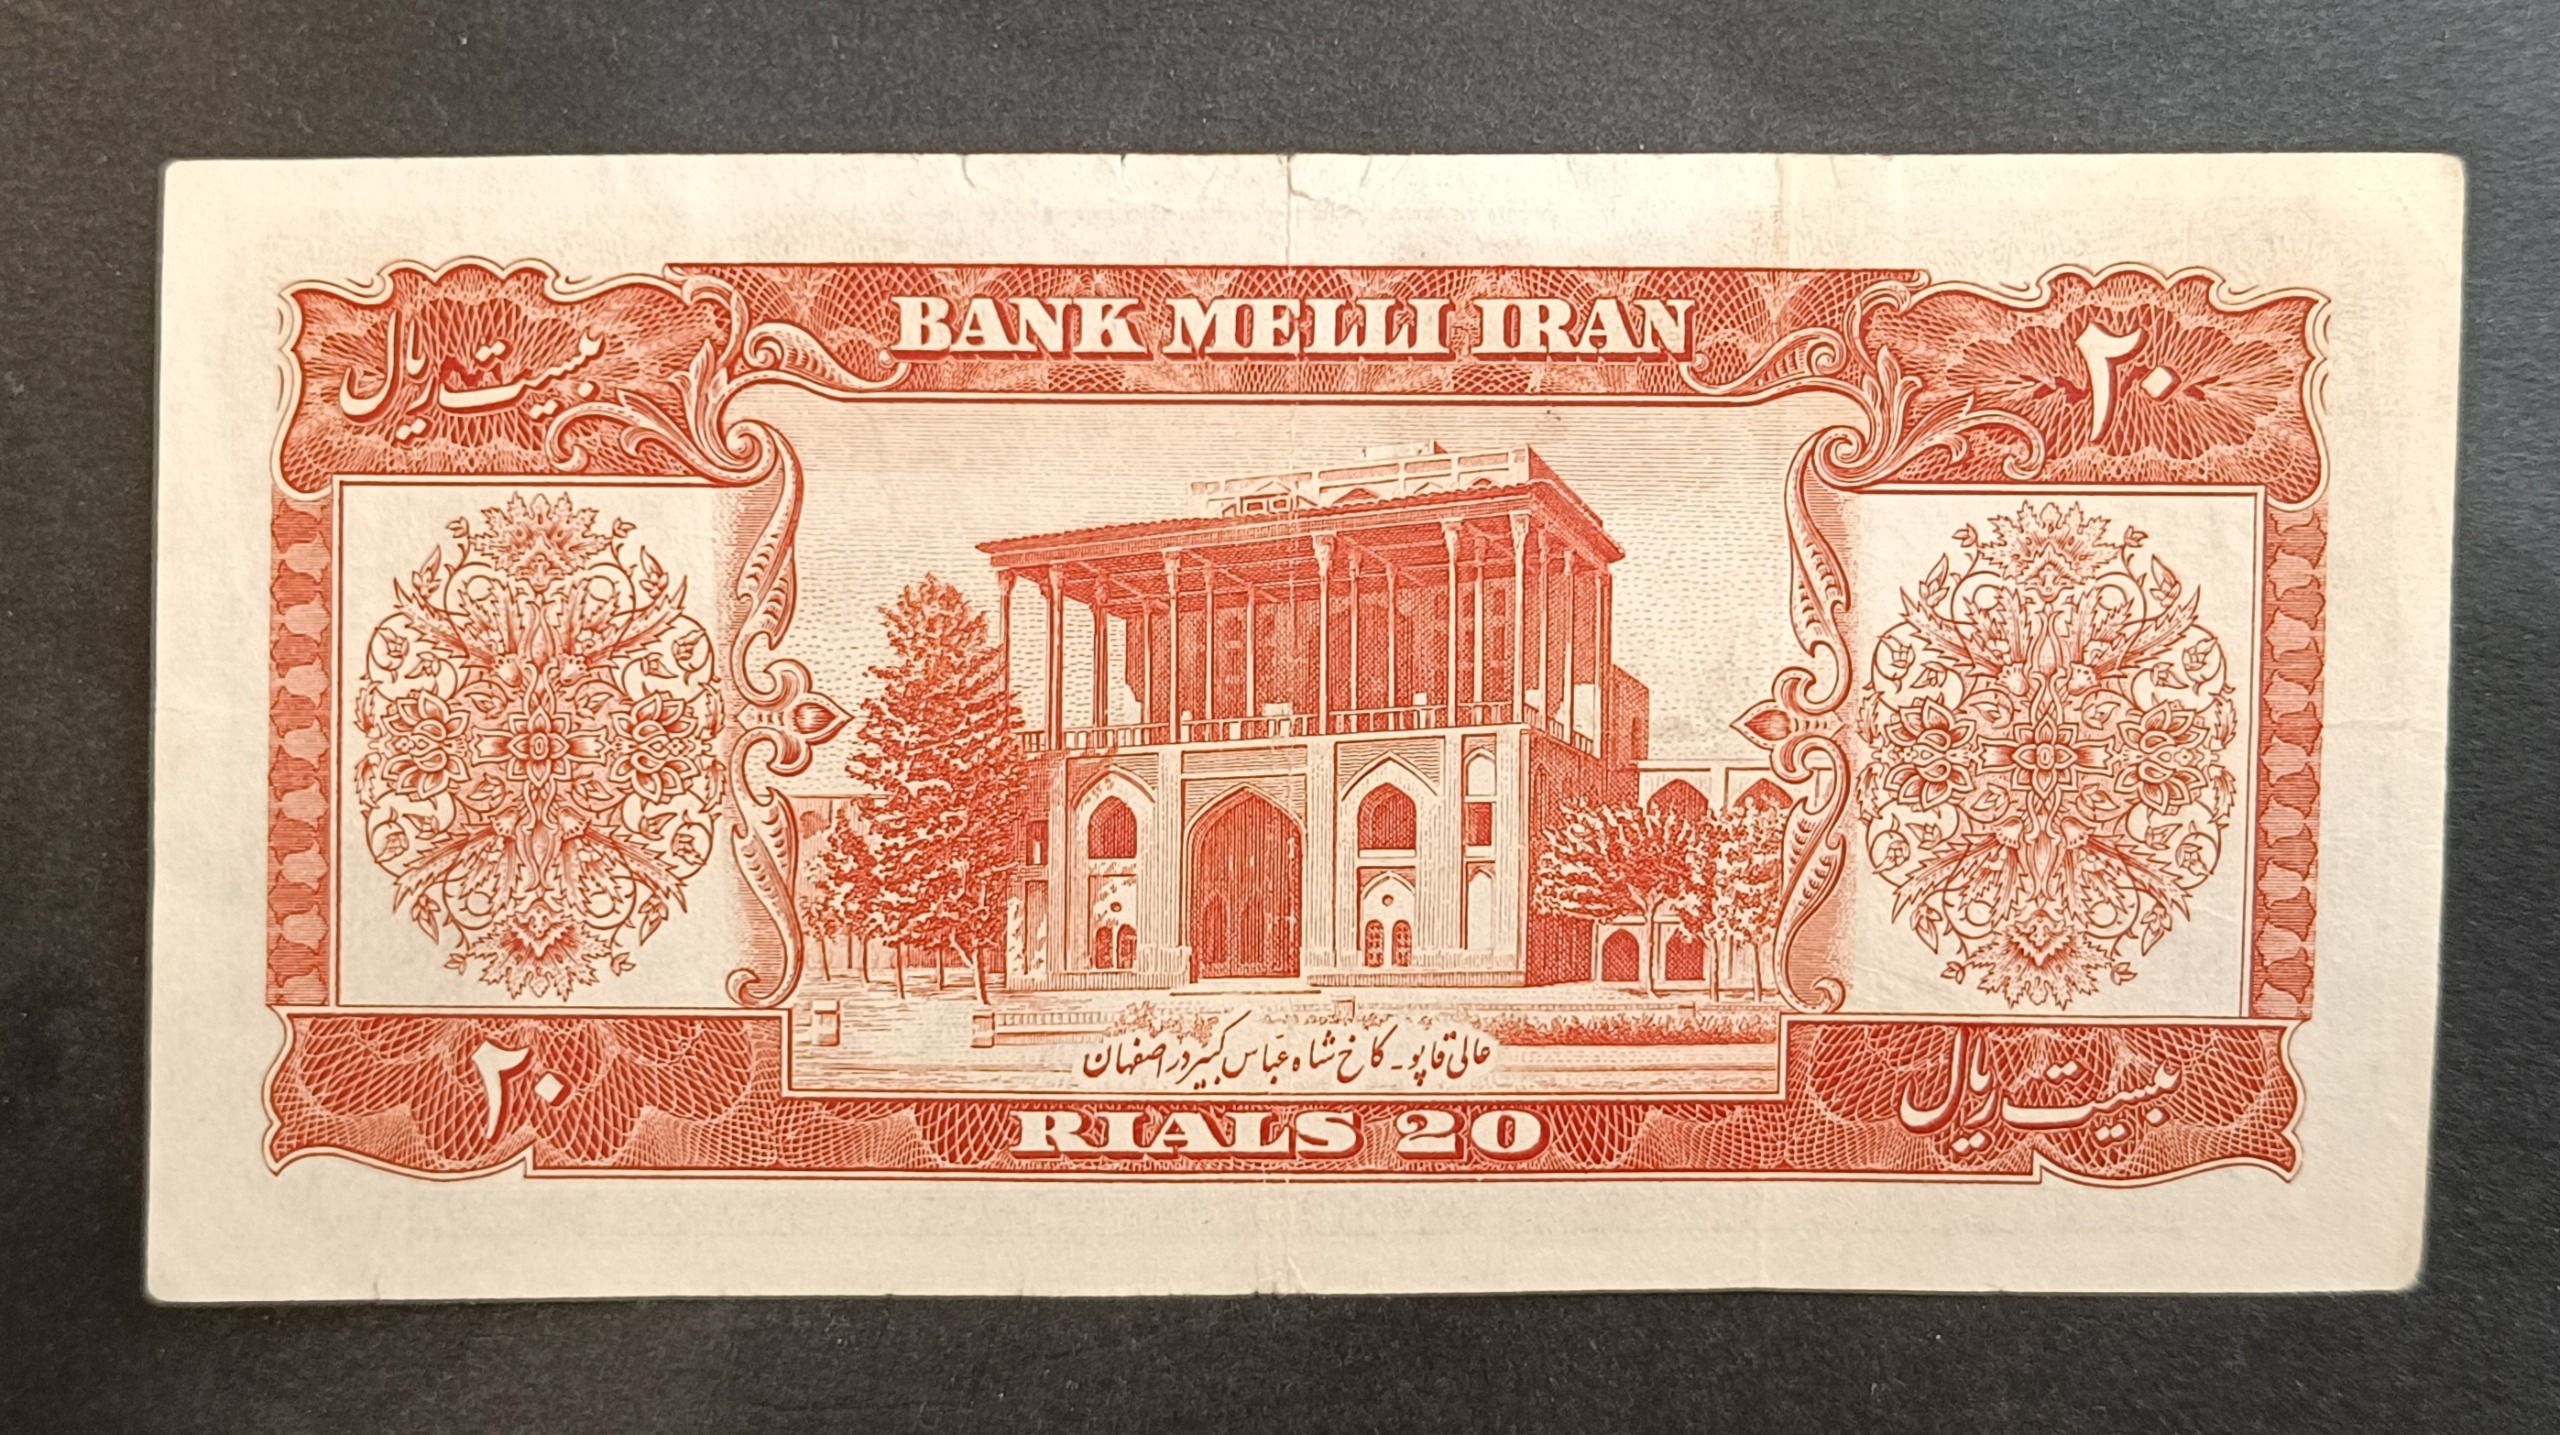 BANK MELLI IRAN
بیست ریال
۲۰
عالی قاپو - کاخ شاه عباس کبیر در اصفهان
۲۰
RIALS 20
بیست ریال